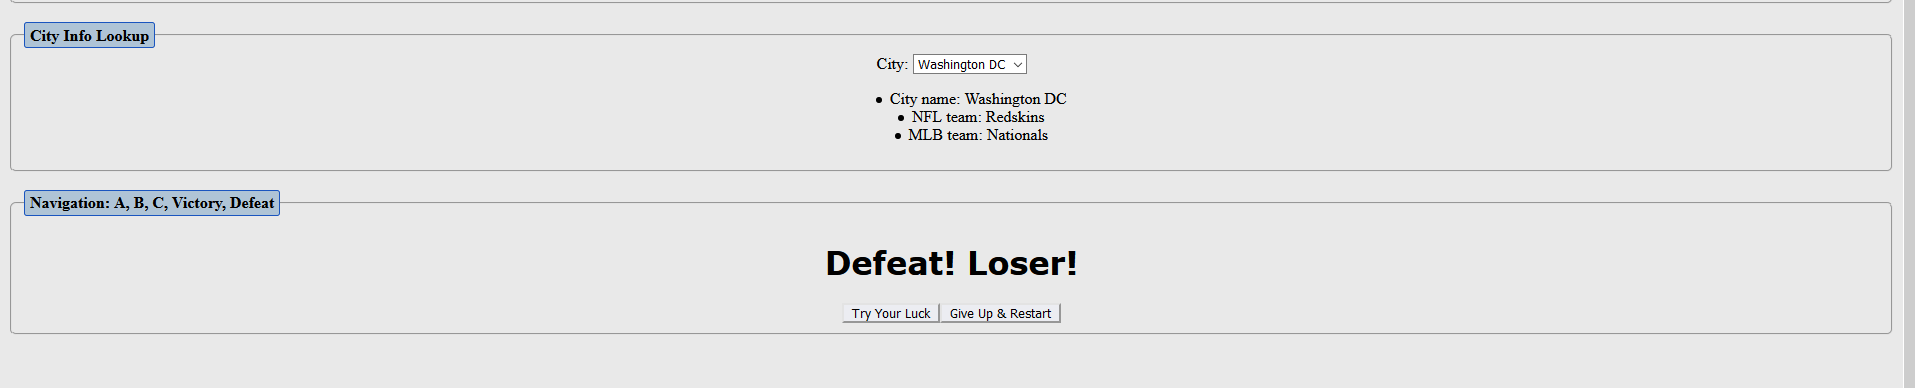 City Info Lookup
City: Washington DC
City name: Washington DC
NFL team: Redskins
MLB team: Nationals
Navigation: A, B, C, Victory, Defeat
Defeat! Loser!
Try Your Luck Give Up & Restart